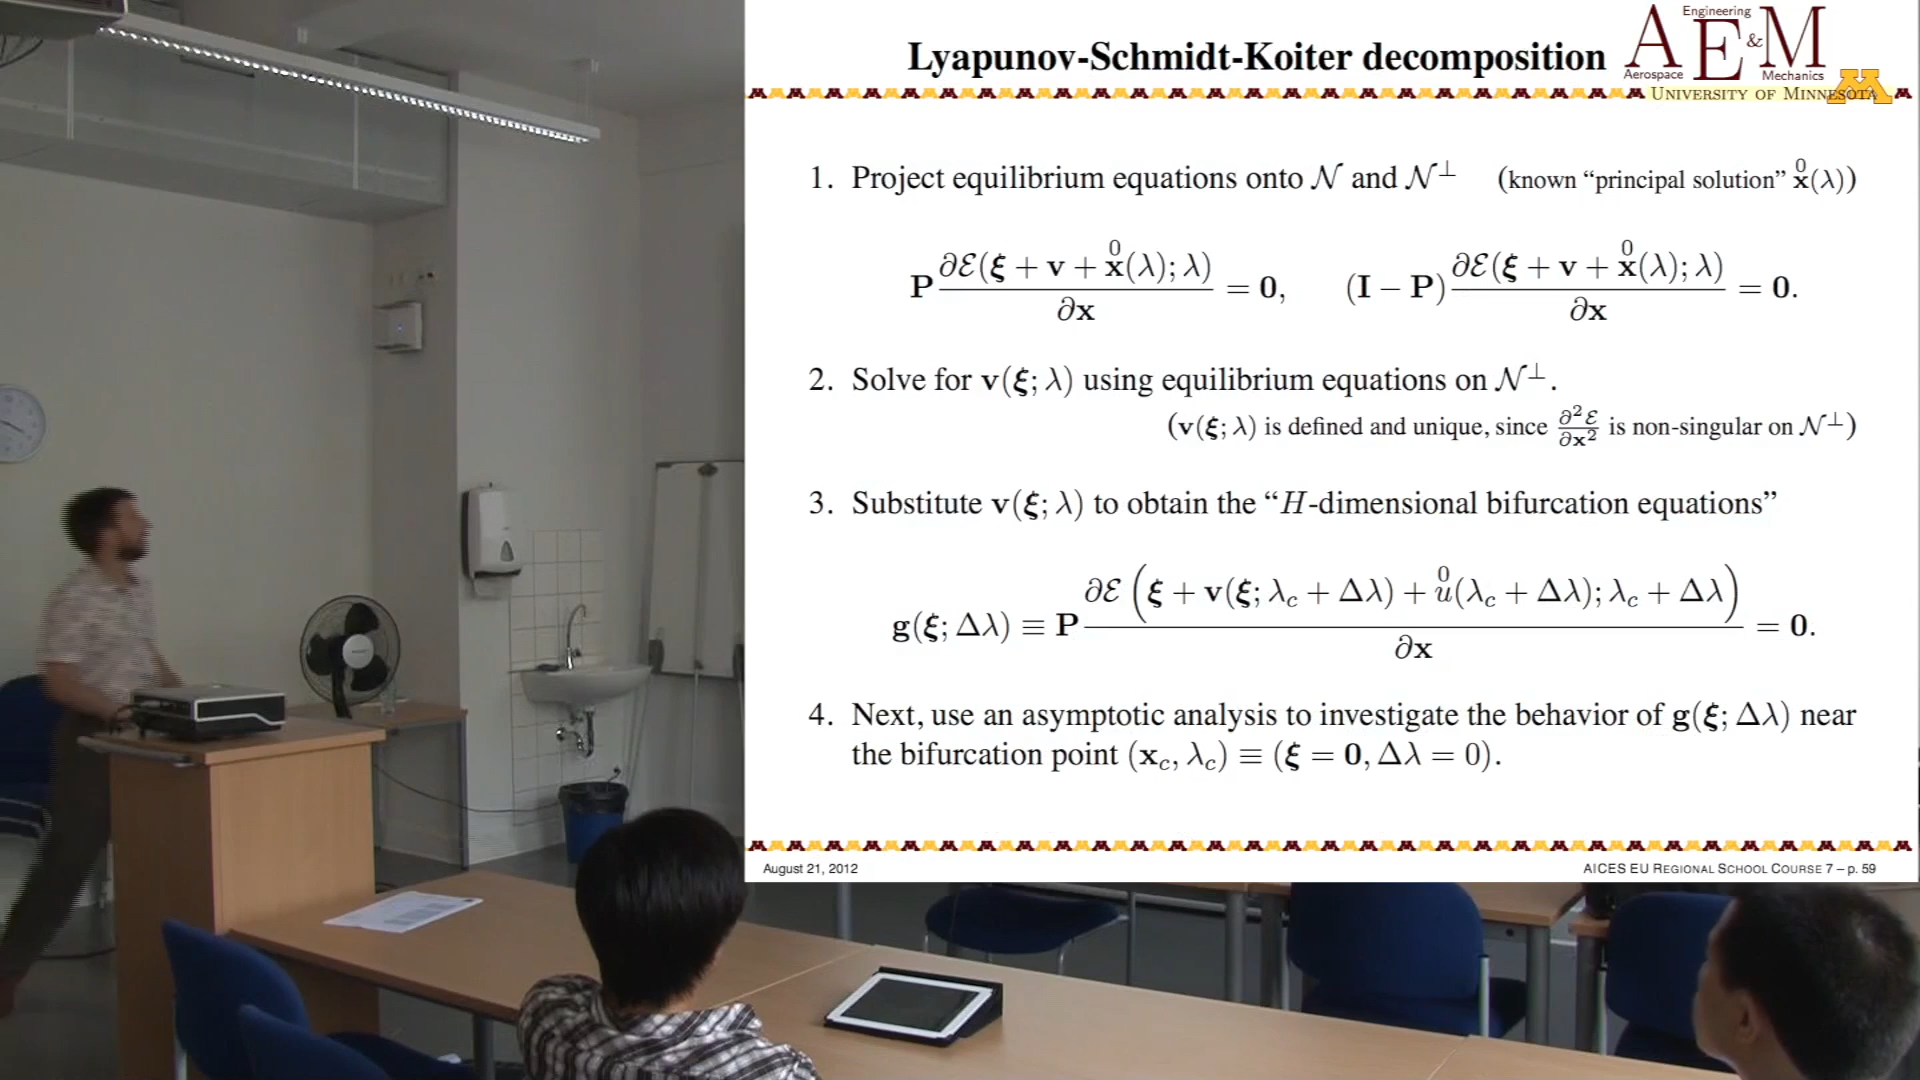 Lyapunov-Schmidt-Koiter decomposition
Engineering
AE&M
Aerospace Mechanics
UNIVERSITY OF MINNESOTA
1. Project equilibrium equations onto 𝒩 and 𝒩⊥ (known “principal solution” x⁰(λ))
P ∂ℰ(ξ + v + x⁰(λ); λ)/∂x = 0, (I − P) ∂ℰ(ξ + v + x⁰(λ); λ)/∂x = 0.
2. Solve for v(ξ; λ) using equilibrium equations on 𝒩⊥.
(v(ξ; λ) is defined and unique, since ∂²ℰ/∂x² is non-singular on 𝒩⊥)
3. Substitute v(ξ; λ) to obtain the “H-dimensional bifurcation equations”
g(ξ; Δλ) ≡ P ∂ℰ(ξ + v(ξ; λc + Δλ) + u⁰(λc + Δλ); λc + Δλ)/∂x = 0.
4. Next, use an asymptotic analysis to investigate the behavior of g(ξ; Δλ) near
the bifurcation point (xc, λc) ≡ (ξ = 0, Δλ = 0).
August 21, 2012
AICES EU REGIONAL SCHOOL COURSE 7 – p. 59